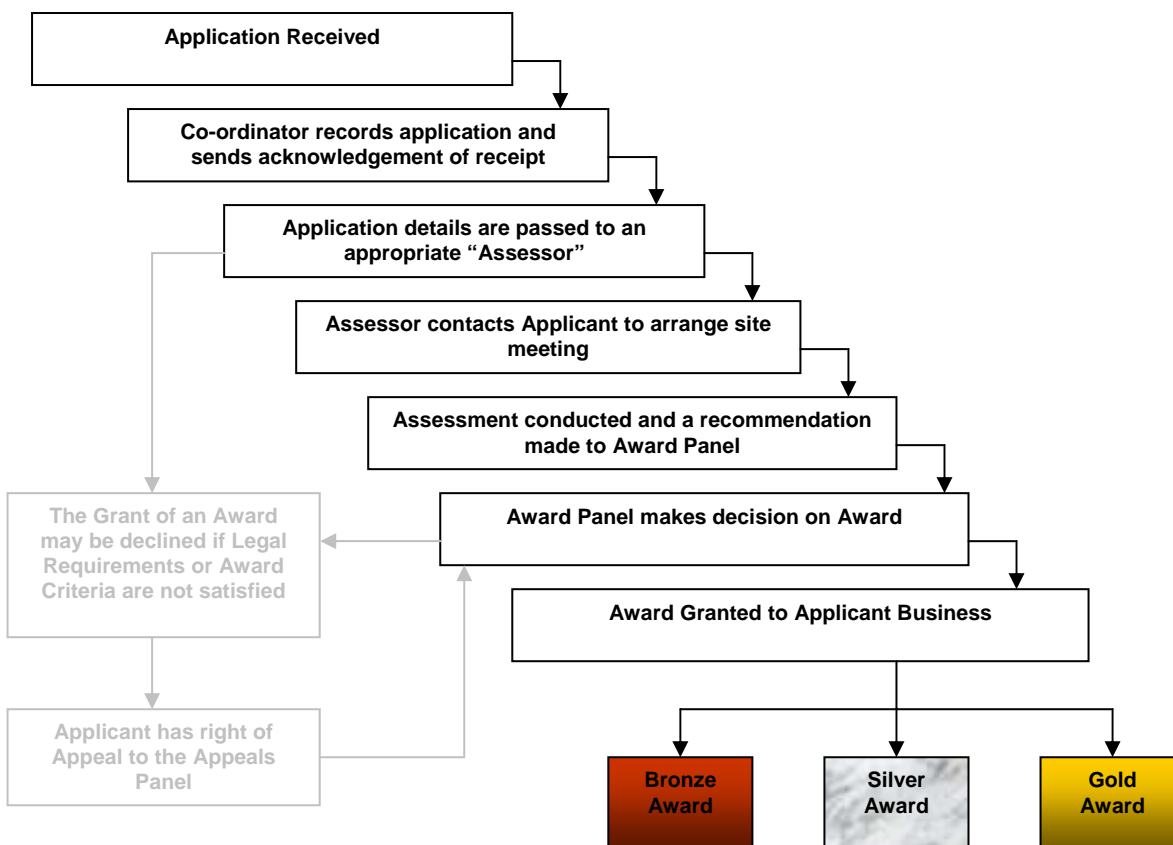 Application Received
Co-ordinator records application and
sends acknowledgement of receipt
Application details are passed to an
appropriate “Assessor”
Assessor contacts Applicant to arrange site
meeting
Assessment conducted and a recommendation
made to Award Panel
The Grant of an Award
may be declined if Legal
Requirements or Award
Criteria are not satisfied
Award Panel makes decision on Award
Award Granted to Applicant Business
Applicant has right of
Appeal to the Appeals
Panel
Bronze
Award
Silver
Award
Gold
Award